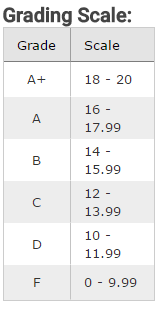 Grading Scale:
Grade Scale
A+ 18 - 20
A 16 -
17.99
B 14 -
15.99
C 12 -
13.99
D 10 -
11.99
F 0 - 9.99